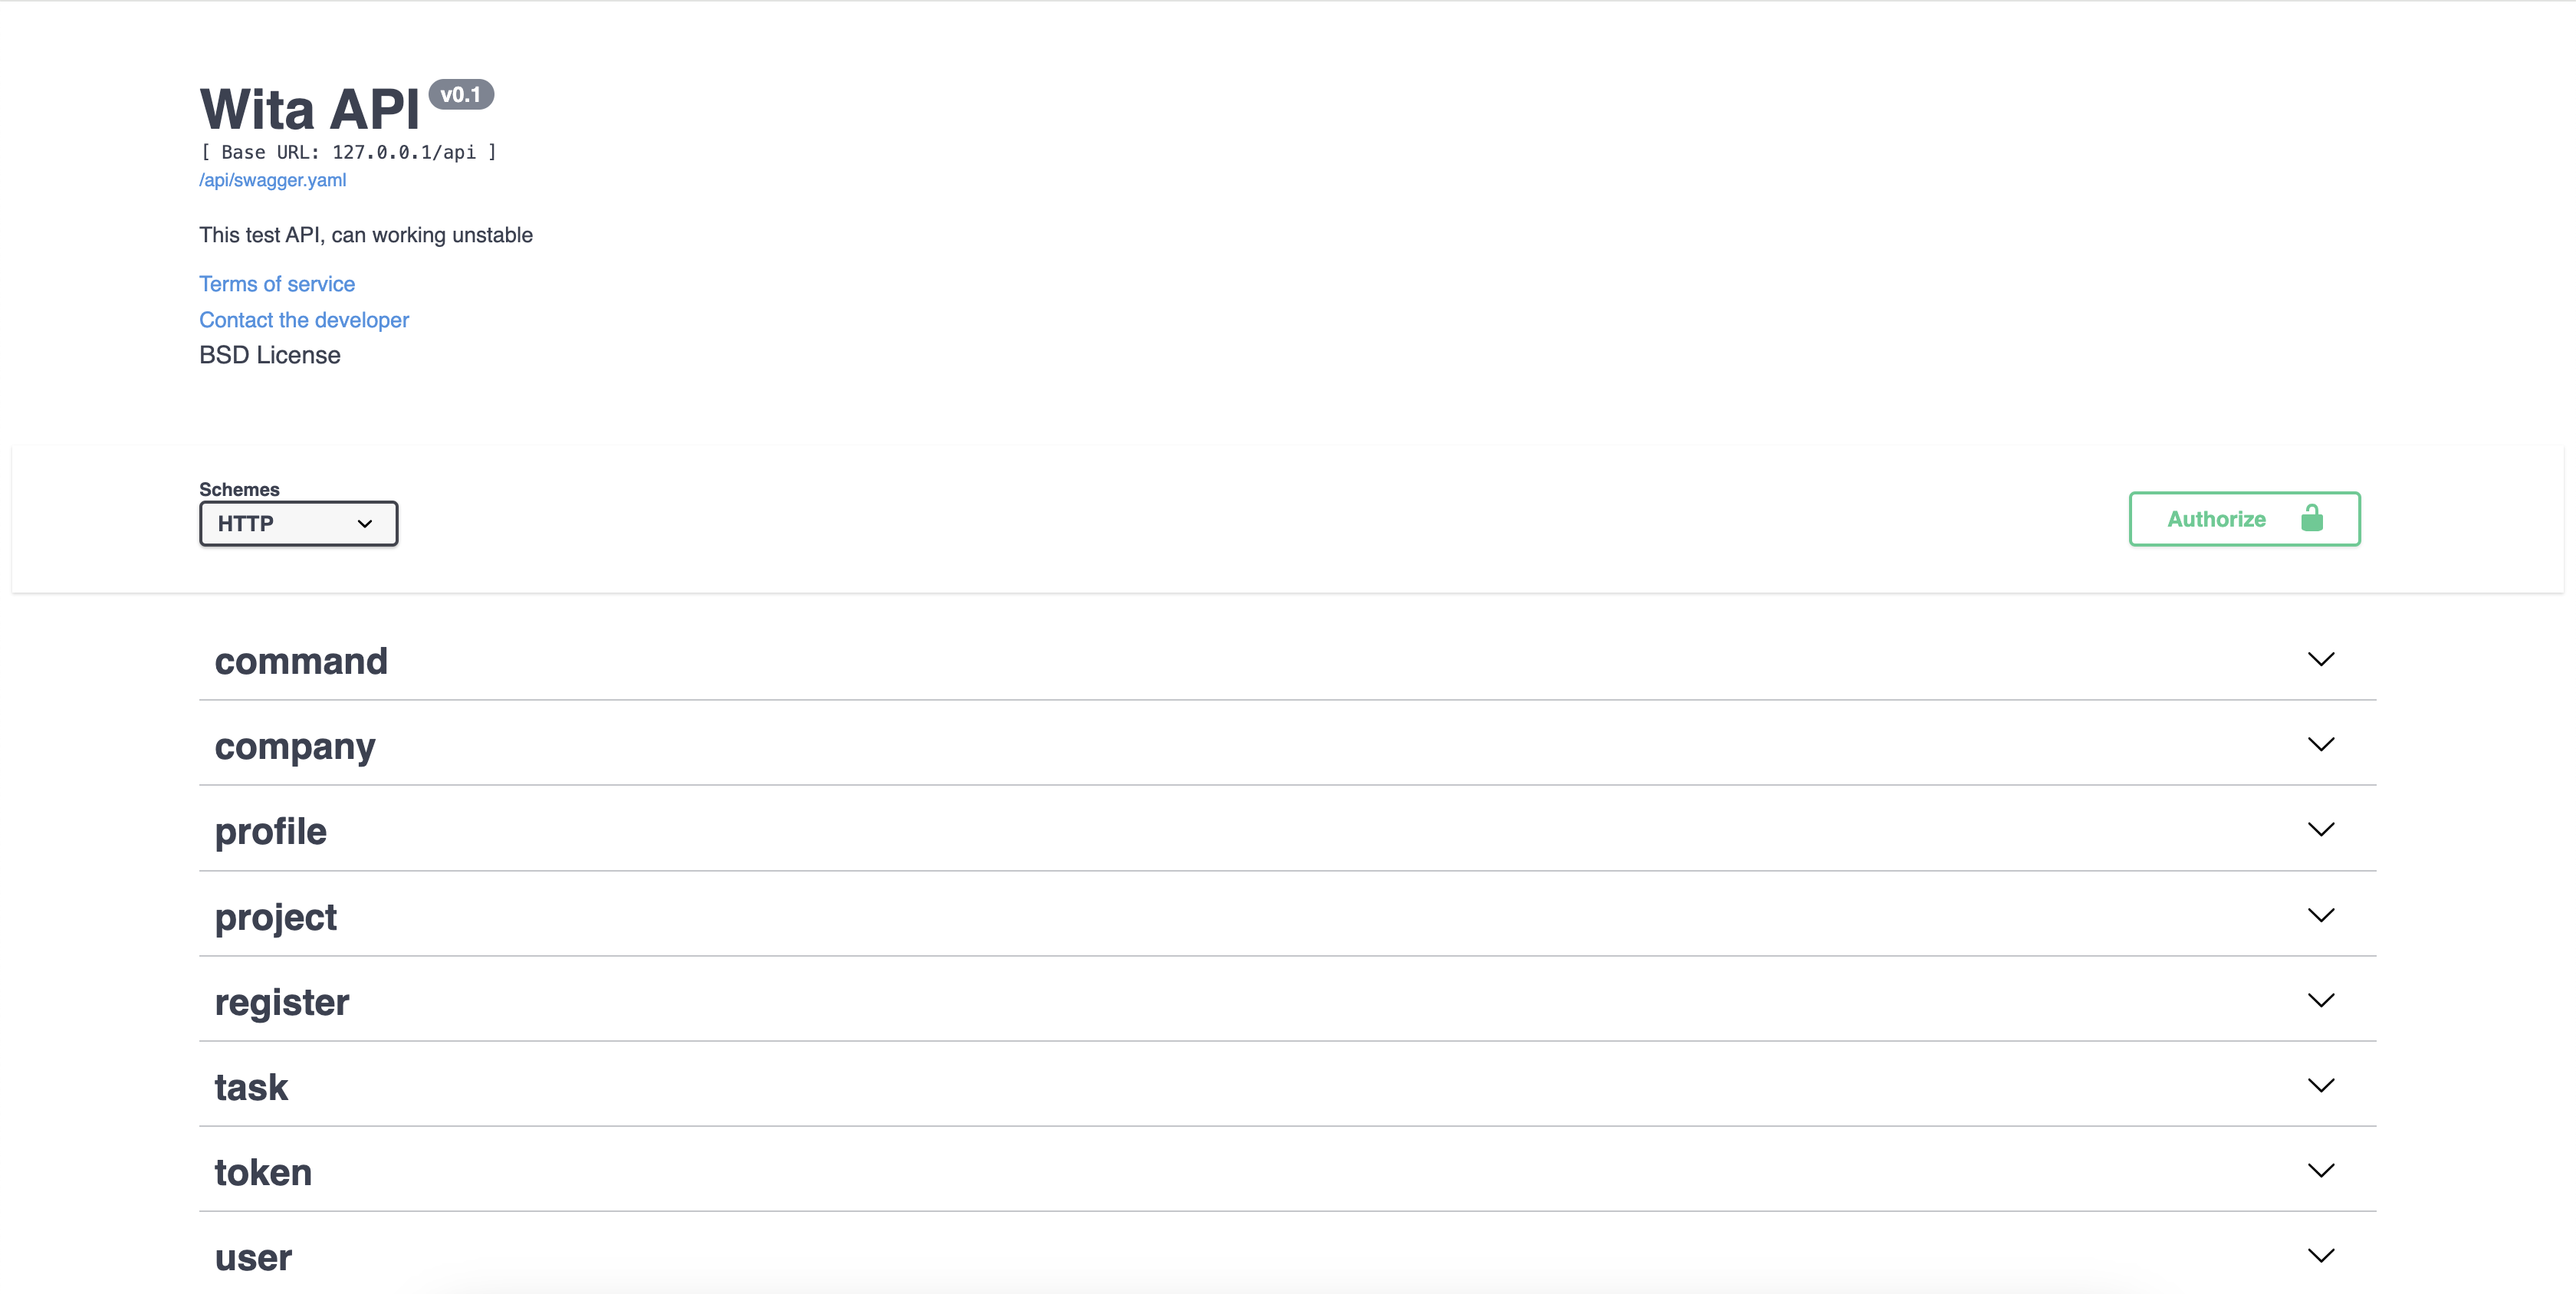 Wita API v0.1
[ Base URL: 127.0.0.1/api ]
/api/swagger.yaml
This test API, can working unstable
Terms of service
Contact the developer
BSD License
Schemes
HTTP
Authorize
command
company
profile
project
register
task
token
user